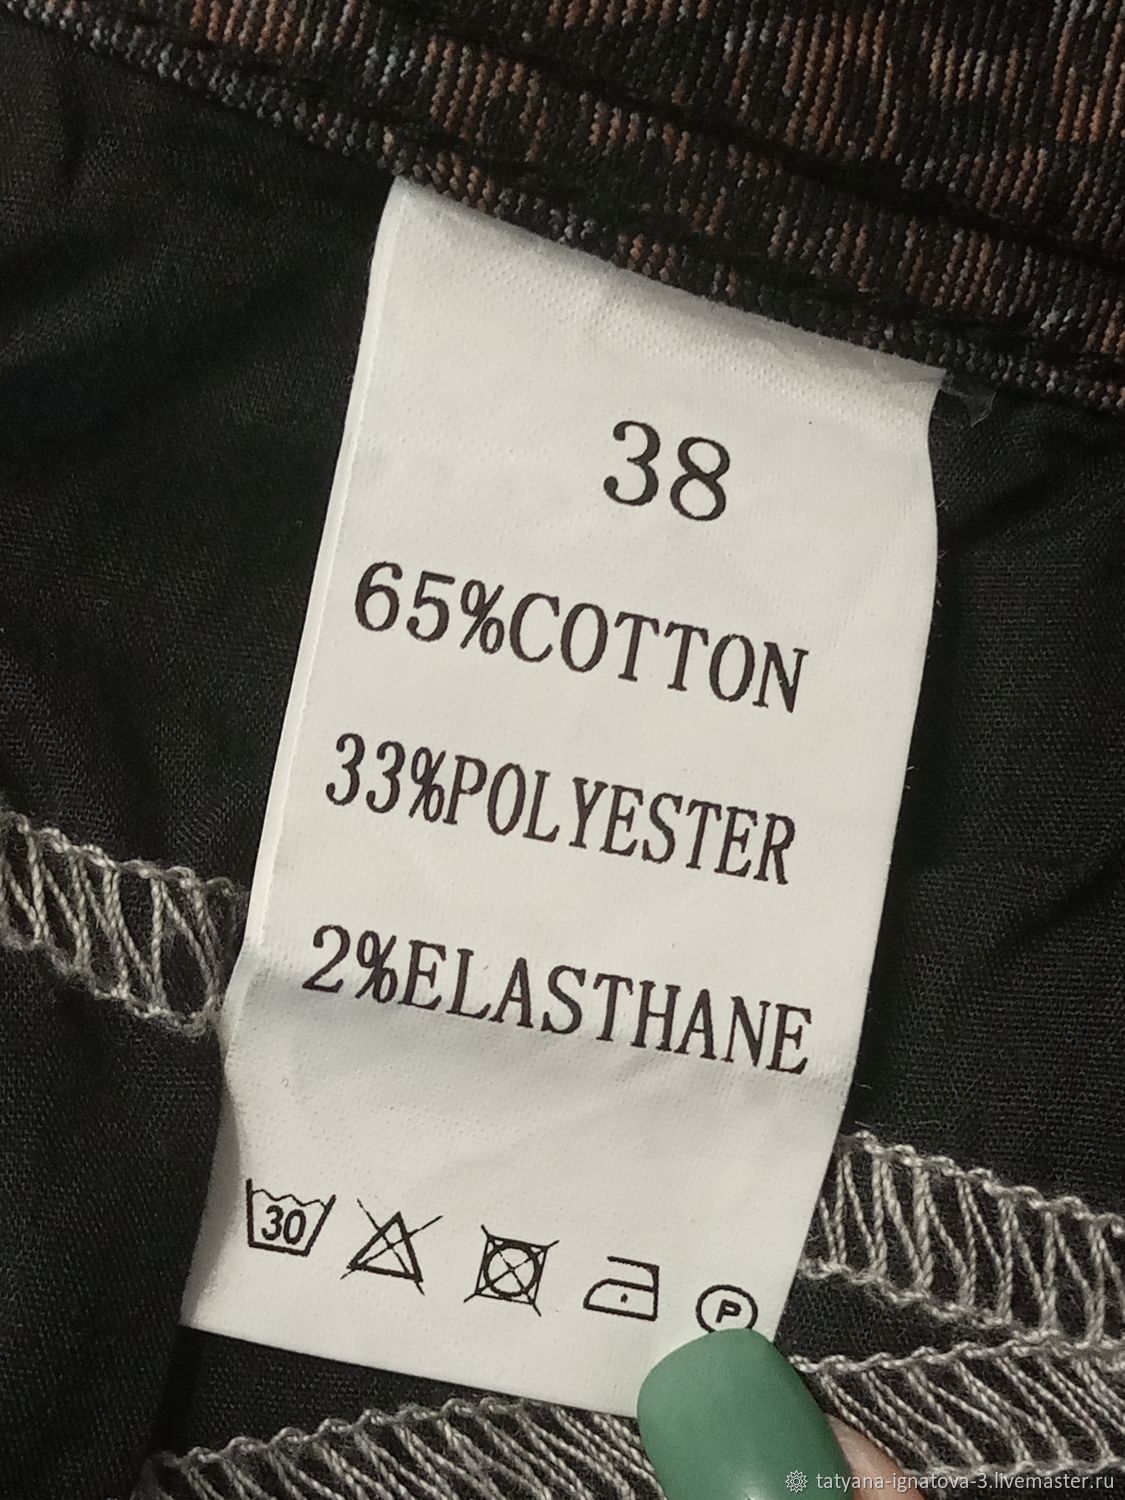 38
65%COTTON
33%POLYESTER
2%ELASTHANE
30
P
tatyana-ignatova-3.livemaster.ru